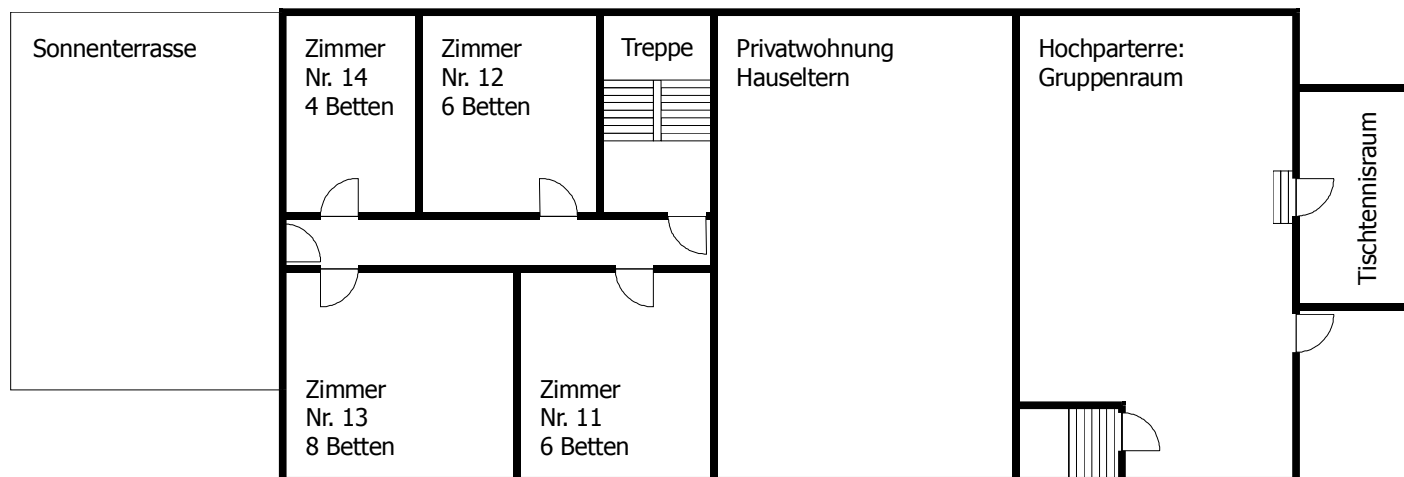 Sonnenterrasse
Zimmer
Nr. 14
4 Betten
Zimmer
Nr. 12
6 Betten
Treppe
Privatwohnung
Hauseltern
Hochparterre:
Gruppenraum
Tischtennisraum
Zimmer
Nr. 13
8 Betten
Zimmer
Nr. 11
6 Betten